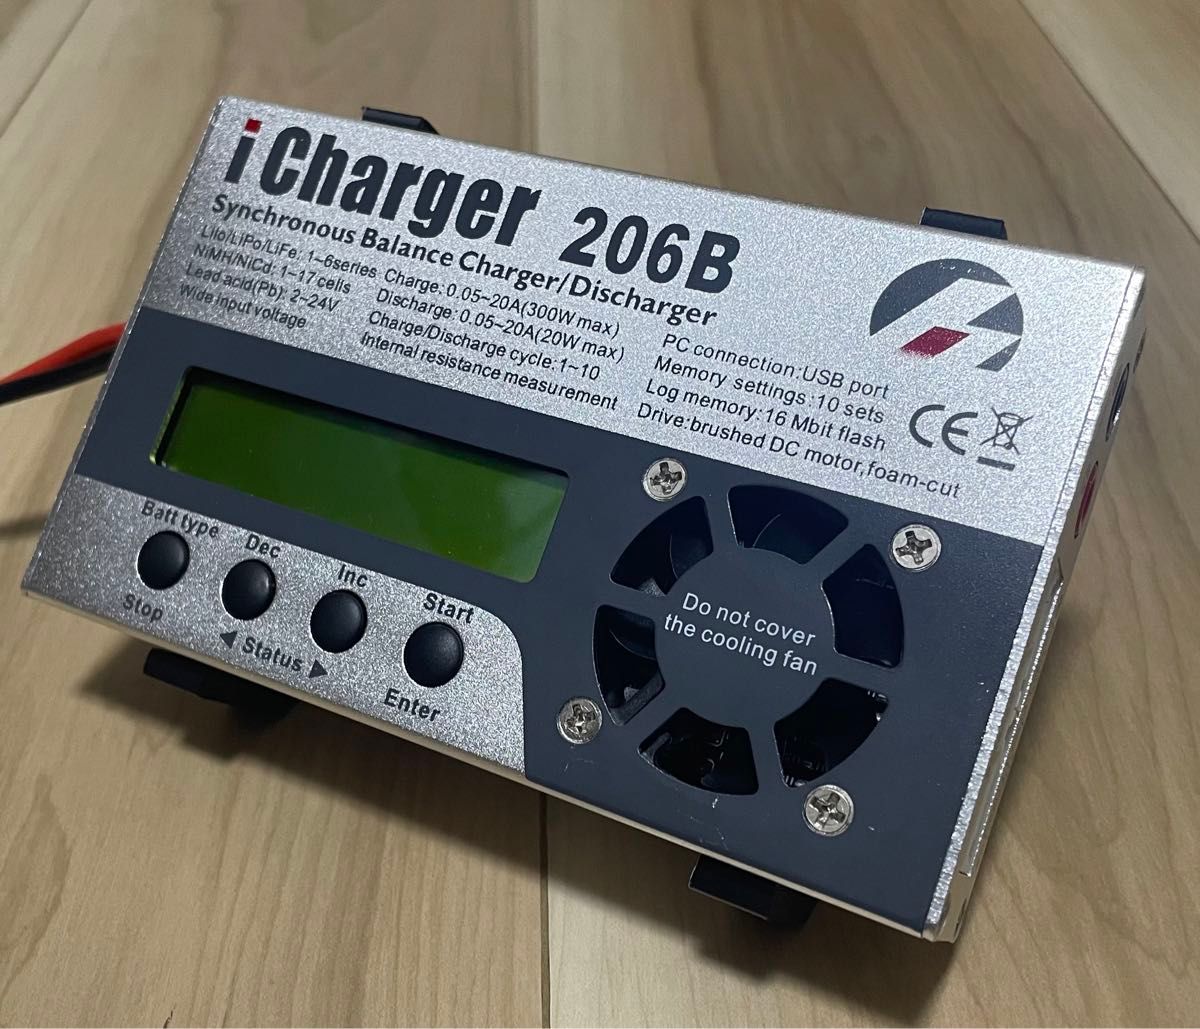 iCharger 206B
Synchronous Balance Charger/Discharger
LiIo/LiPo/LiFe: 1~6series
NiMH/NiCd: 1~17cells
Lead acid(Pb): 2~24V
Wide input voltage
Charge: 0.05~20A(300W max)
Discharge: 0.05~20A(20W max)
Charge/Discharge cycle: 1~10
Internal resistance measurement
PC connection:USB port
Memory settings:10 sets
Log memory:16 Mbit flash
Drive:brushed DC motor,foam-cut
CE
Batt type
Dec
Inc
Start
Stop
◀ Status ▶
Enter
Do not cover
the cooling fan